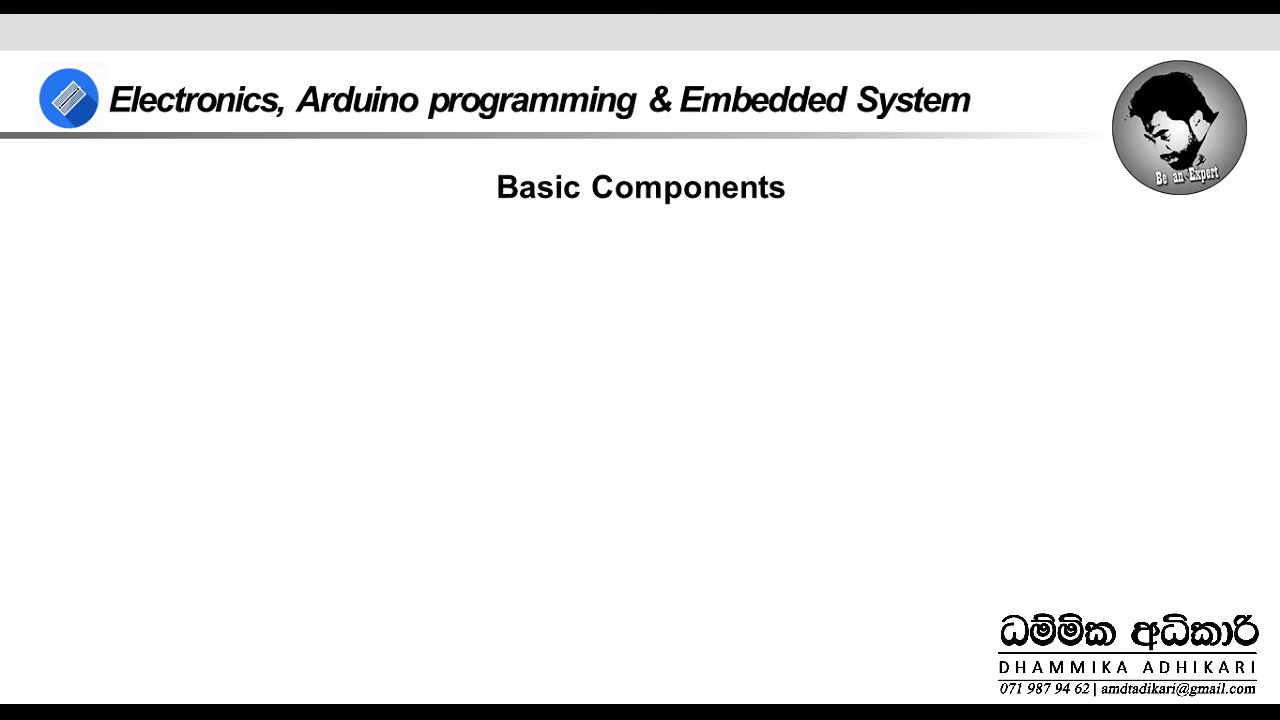 Electronics, Arduino programming & Embedded System
Be an Expert
Basic Components
ධම්මික අධිකාරි
DHAMMIKA ADHIKARI
071 987 94 62 | amdtadikari@gmail.com